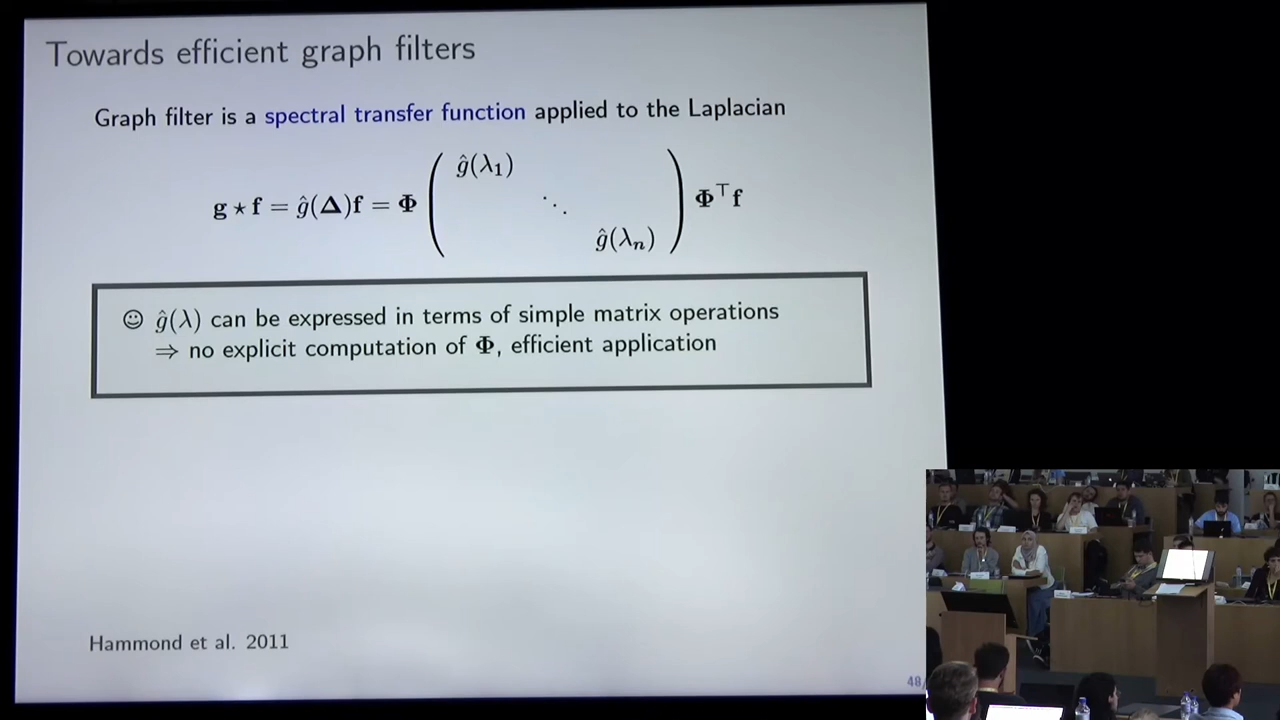 Towards efficient graph filters
Graph filter is a spectral transfer function applied to the Laplacian
g ⋆ f = ĝ(Δ)f = Φ ( ĝ(λ₁) ⋱ ĝ(λₙ) ) Φ⊤f
☺ ĝ(λ) can be expressed in terms of simple matrix operations
⇒ no explicit computation of Φ, efficient application
Hammond et al. 2011
48/